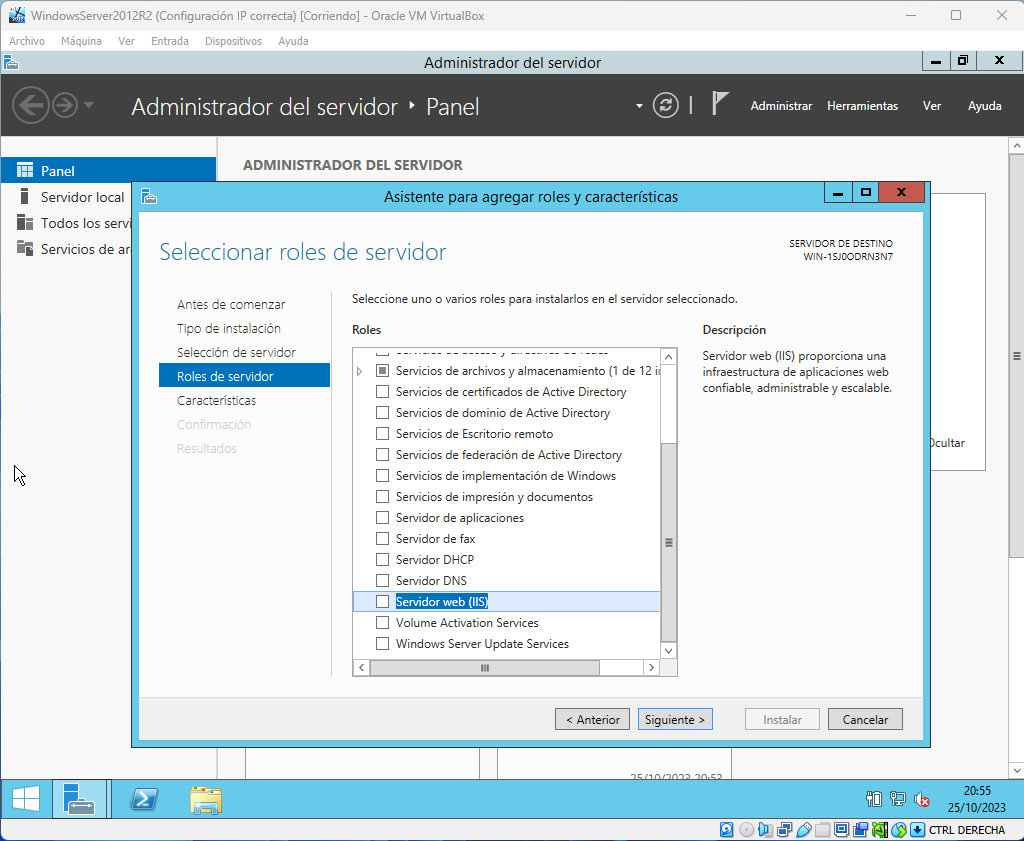 WindowsServer2012R2 (Configuración IP correcta) [Corriendo] - Oracle VM VirtualBox
Archivo Máquina Ver Entrada Dispositivos Ayuda
Administrador del servidor
Administrador del servidor Panel
Administrar Herramientas Ver Ayuda
Panel
Servidor local
Todos los servi
Servicios de ar
ADMINISTRADOR DEL SERVIDOR
Asistente para agregar roles y características
Seleccionar roles de servidor
SERVIDOR DE DESTINO
WIN-1SJ0ODRN3N7
Antes de comenzar
Tipo de instalación
Selección de servidor
Roles de servidor
Características
Confirmación
Resultados
Seleccione uno o varios roles para instalarlos en el servidor seleccionado.
Roles
Servicios de acceso y directivas de redes
Servicios de archivos y almacenamiento (1 de 12 in
Servicios de certificados de Active Directory
Servicios de dominio de Active Directory
Servicios de Escritorio remoto
Servicios de federación de Active Directory
Servicios de implementación de Windows
Servicios de impresión y documentos
Servidor de aplicaciones
Servidor de fax
Servidor DHCP
Servidor DNS
Servidor web (IIS)
Volume Activation Services
Windows Server Update Services
Descripción
Servidor web (IIS) proporciona una
infraestructura de aplicaciones web
confiable, administrable y escalable.
Ocultar
< Anterior Siguiente > Instalar Cancelar
25/10/2023 20:53
20:55
25/10/2023
CTRL DERECHA